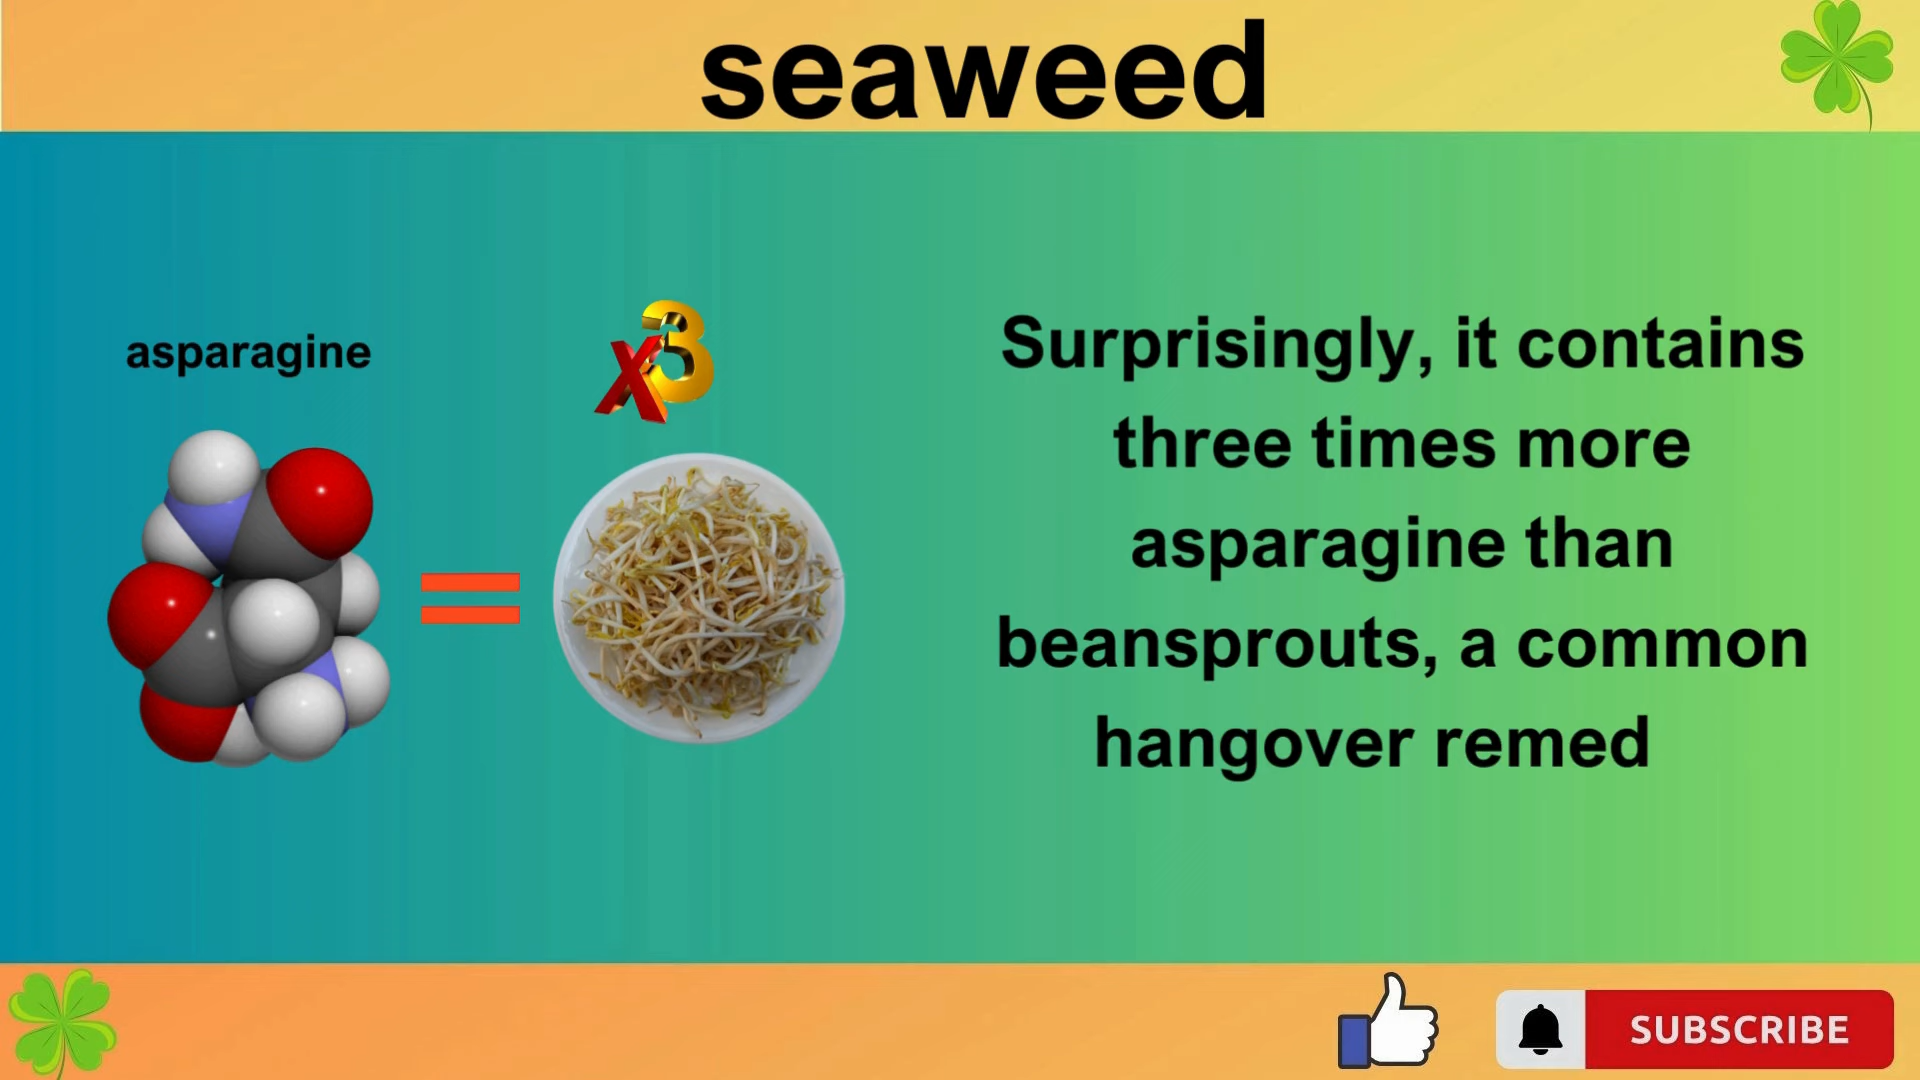 seaweed
asparagine
x3
Surprisingly, it contains
three times more
asparagine than
beansprouts, a common
hangover remed
SUBSCRIBE